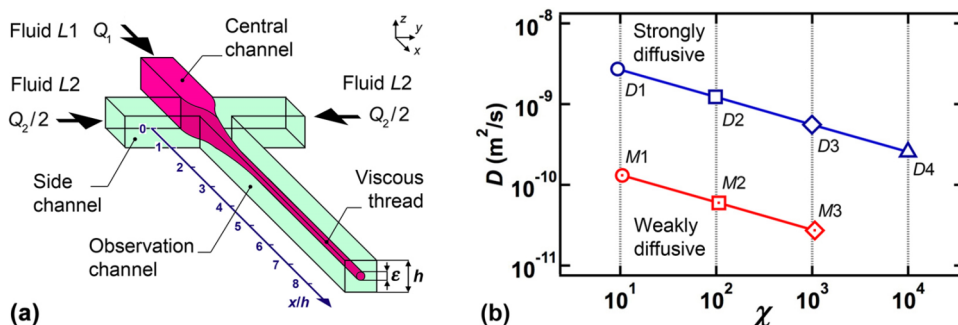 Fluid L1
Q1
Central
channel
z
y
x
Fluid L2
Fluid L2
Q2/2
Q2/2
0
1
2
3
4
5
6
7
8
x/h
Side
channel
Viscous
thread
Observation
channel
ε
h
(a)
10⁻⁸
10⁻⁹
10⁻¹⁰
10⁻¹¹
D (m²/s)
Strongly
diffusive
D1
D2
D3
D4
M1
M2
M3
Weakly
diffusive
10¹
10²
10³
10⁴
χ
(b)